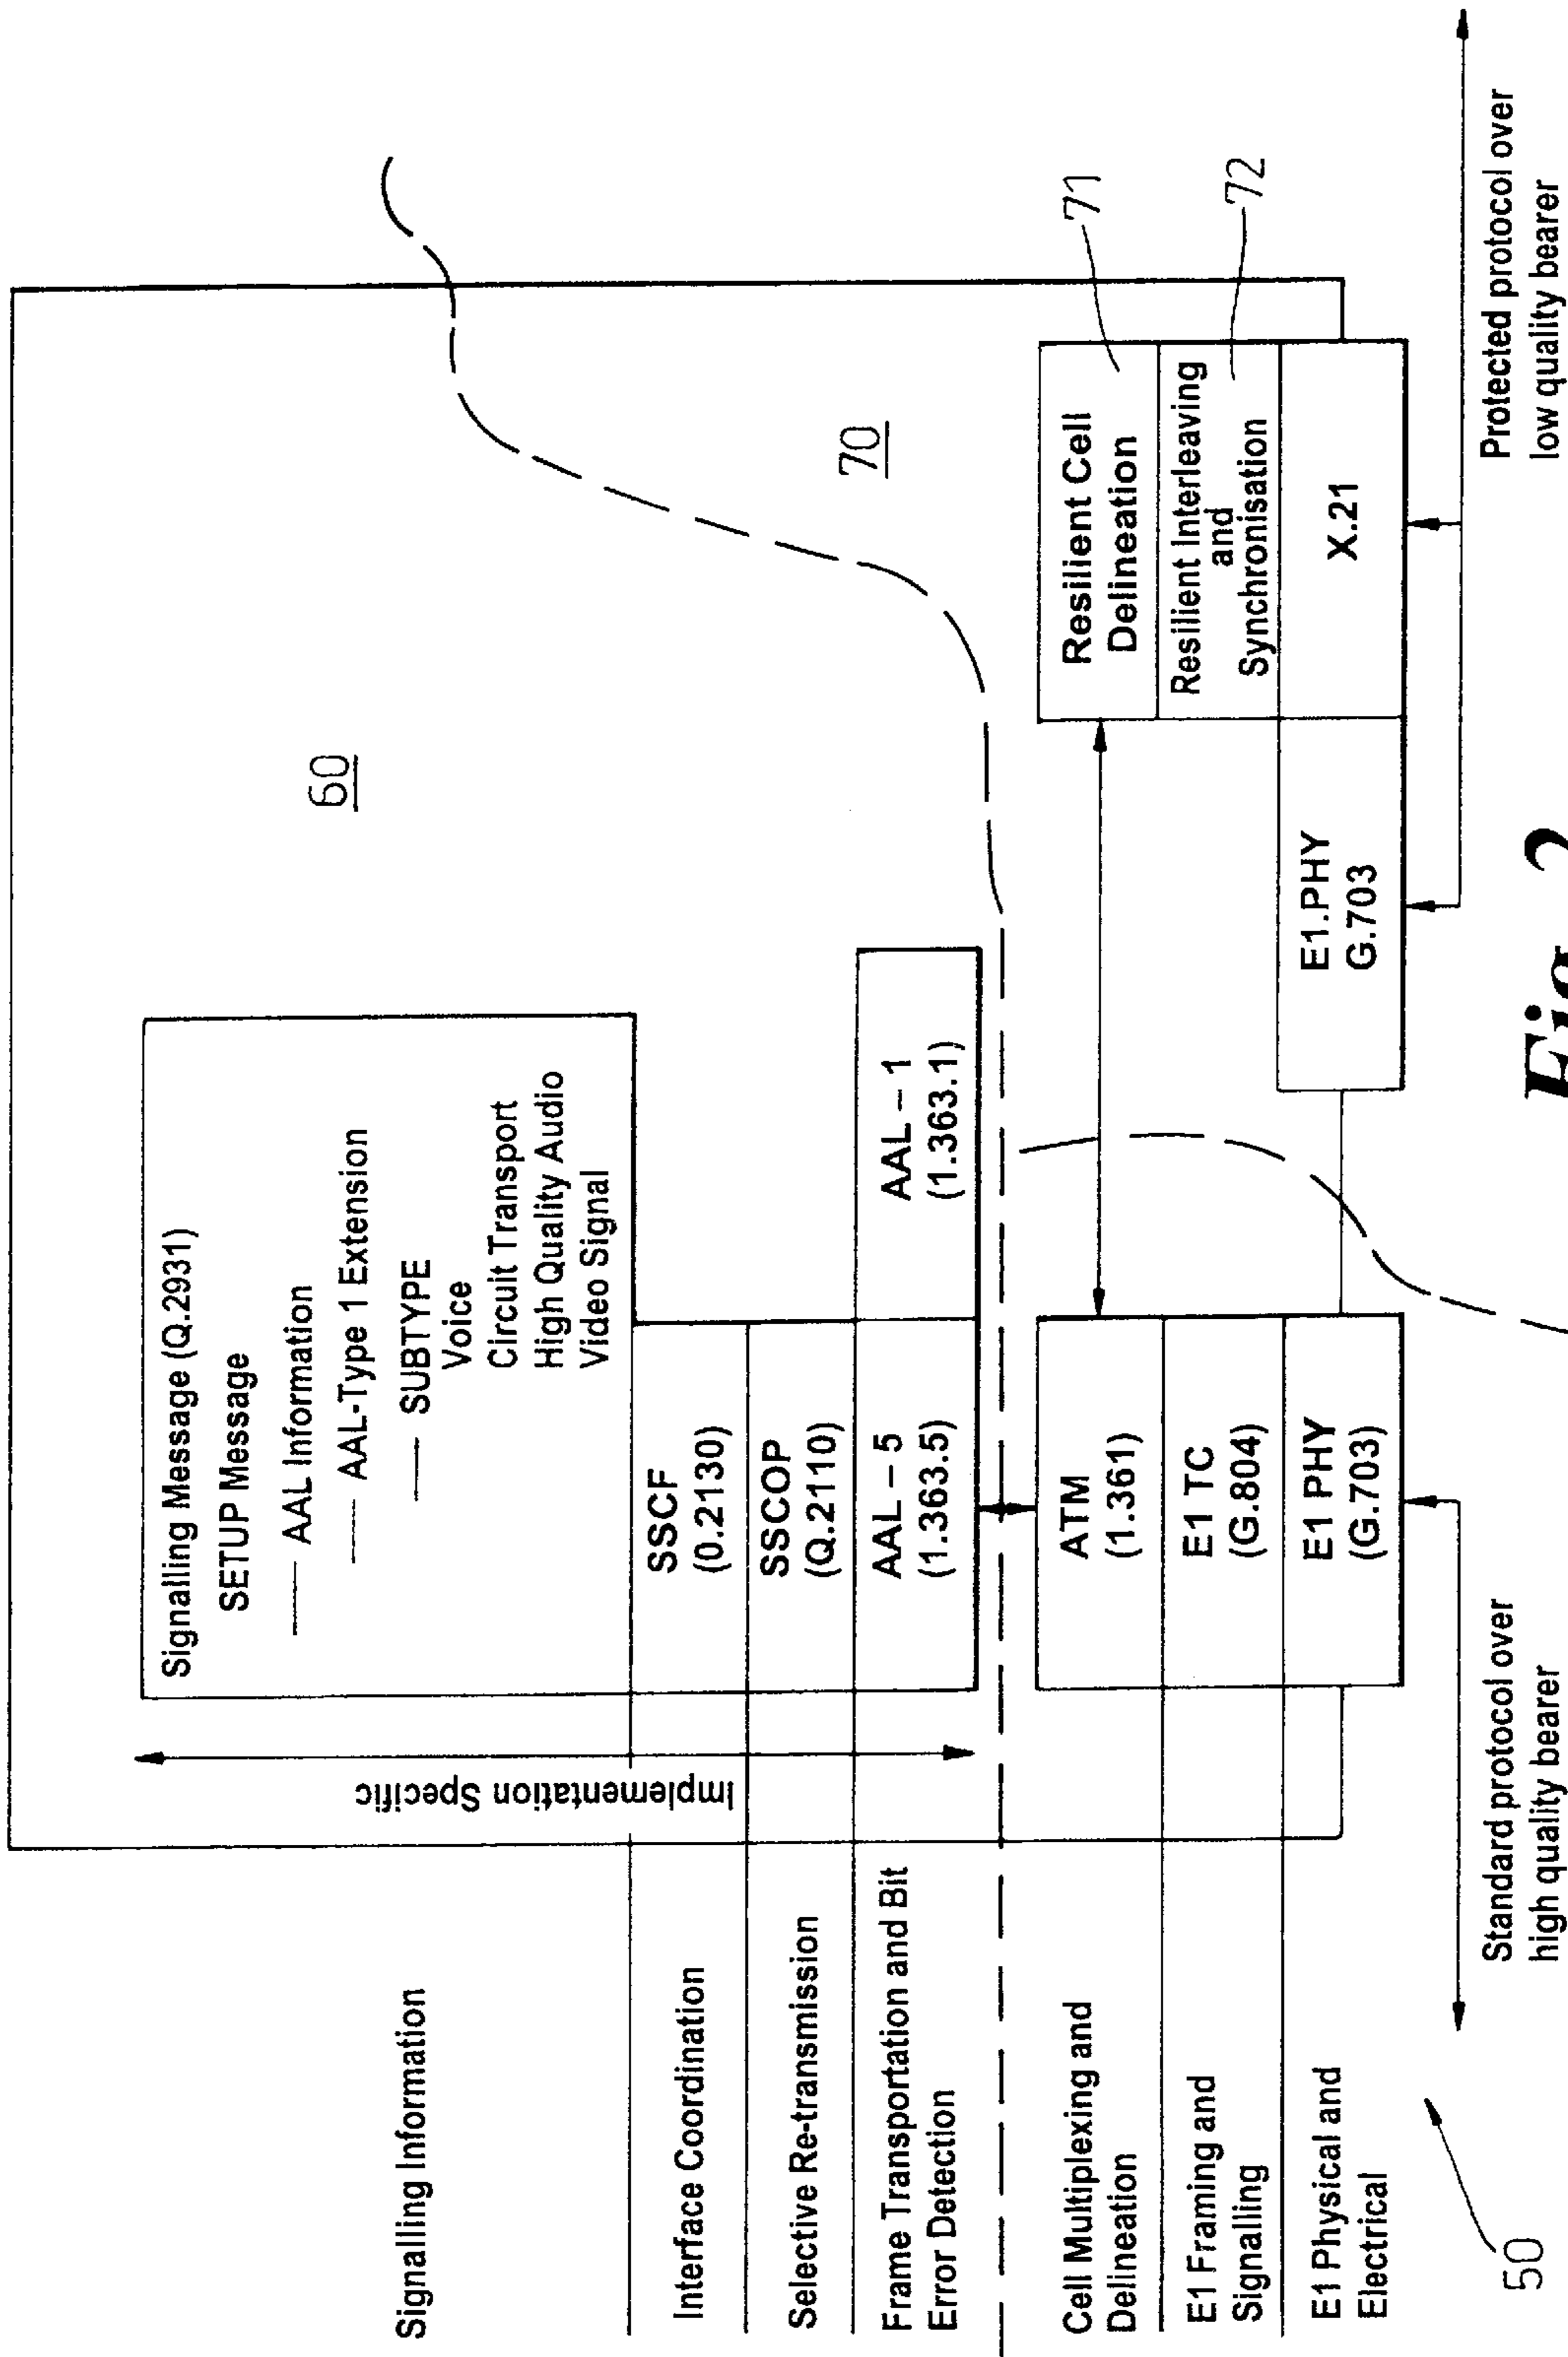 Signalling Information
Interface Coordination
Selective Re-transmission
Frame Transportation and Bit
Error Detection
Cell Multiplexing and
Delineation
E1 Framing and
Signalling
E1 Physical and
Electrical
50
Implementation Specific
Signalling Message (Q.2931)
SETUP Message
— AAL Information
— AAL-Type 1 Extension
— SUBTYPE
Voice
Circuit Transport
High Quality Audio
Video Signal
SSCF
(0.2130)
SSCOP
(Q.2110)
AAL – 5
(1.363.5)
AAL – 1
(1.363.1)
60
70
ATM
(1.361)
E1 TC
(G.804)
E1 PHY
(G.703)
Resilient Cell
Delineation
71
Resilient Interleaving
and
Synchronisation
72
E1.PHY
G.703
X.21
Standard protocol over
high quality bearer
Protected protocol over
low quality bearer
Fig. 2